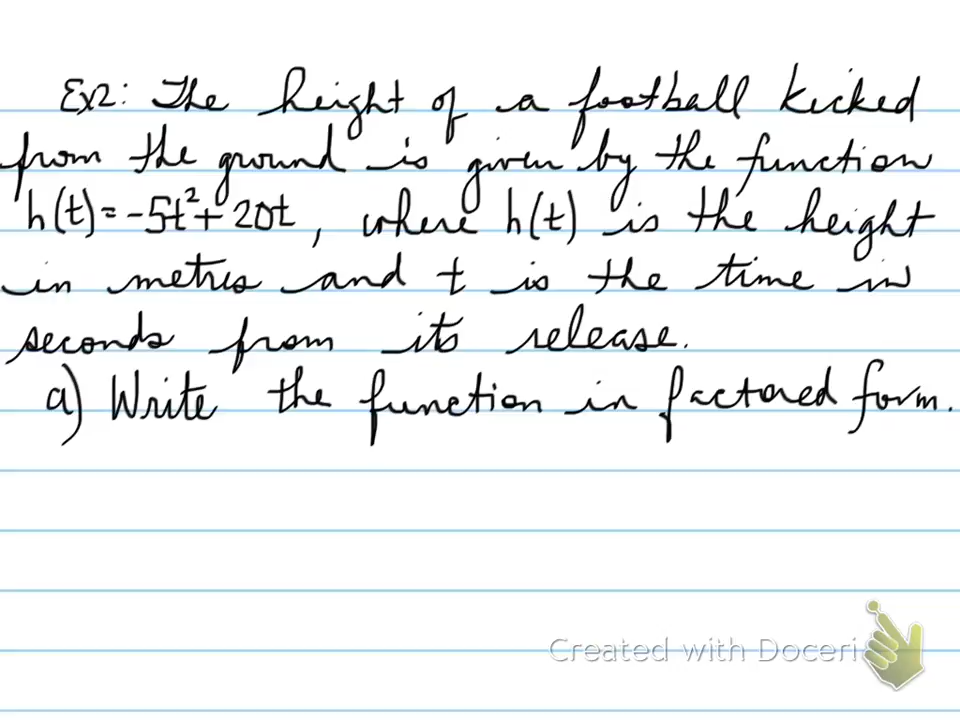 Ex2: The height of a football kicked
from the ground is given by the function
h(t) = -5t² + 20t, where h(t) is the height
in metres and t is the time in
seconds from its release.
a) Write the function in factored form.
Created with Doceri